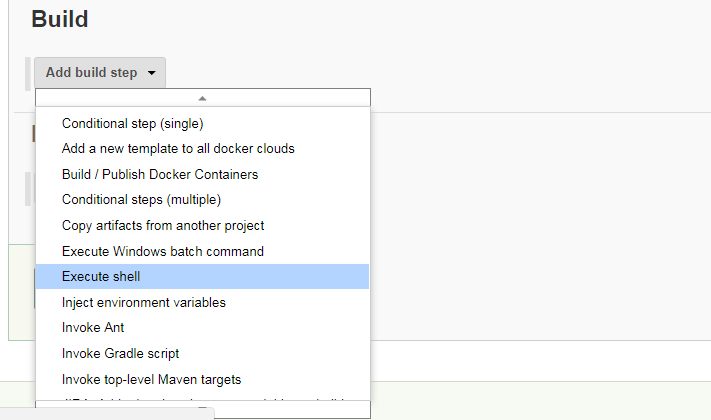 Build
Add build step
Conditional step (single)
Add a new template to all docker clouds
Build / Publish Docker Containers
Conditional steps (multiple)
Copy artifacts from another project
Execute Windows batch command
Execute shell
Inject environment variables
Invoke Ant
Invoke Gradle script
Invoke top-level Maven targets